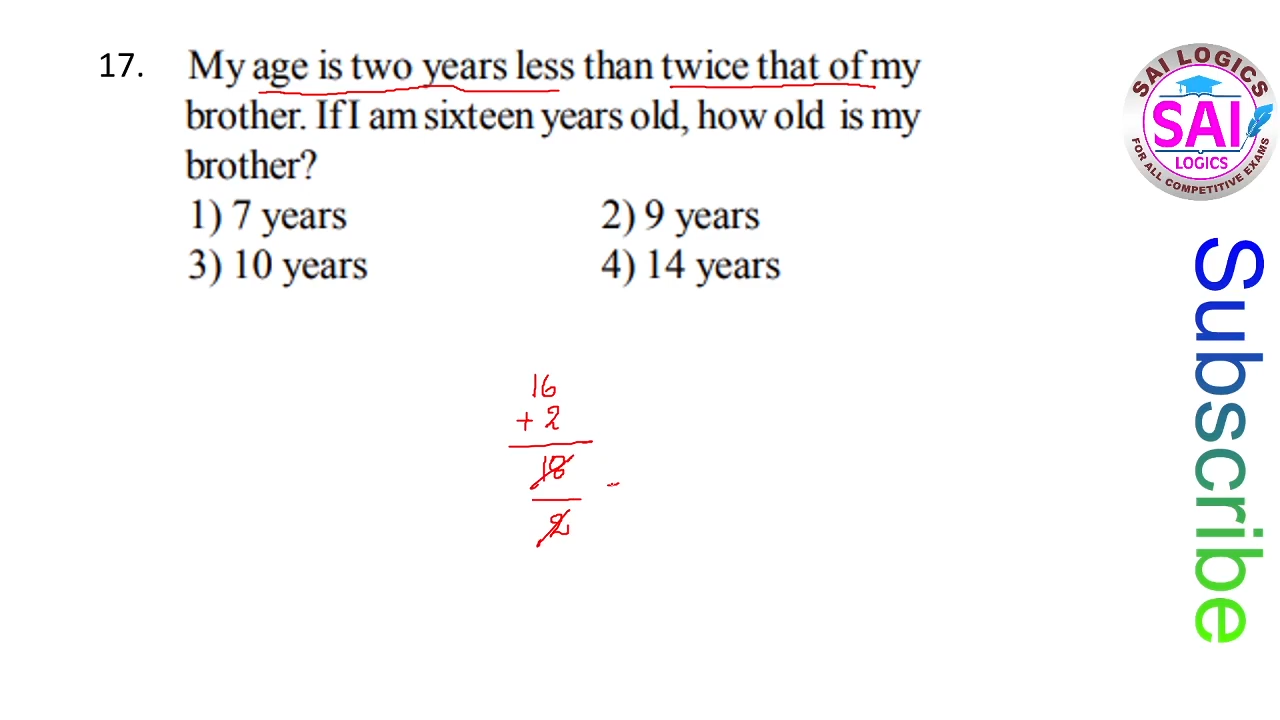 17. My age is two years less than twice that of my
brother. If I am sixteen years old, how old is my
brother?
1) 7 years 2) 9 years
3) 10 years 4) 14 years
16
+ 2
18
2
=
SAI LOGICS
SAI
LOGICS
FOR ALL COMPETITIVE EXAMS
Subscribe